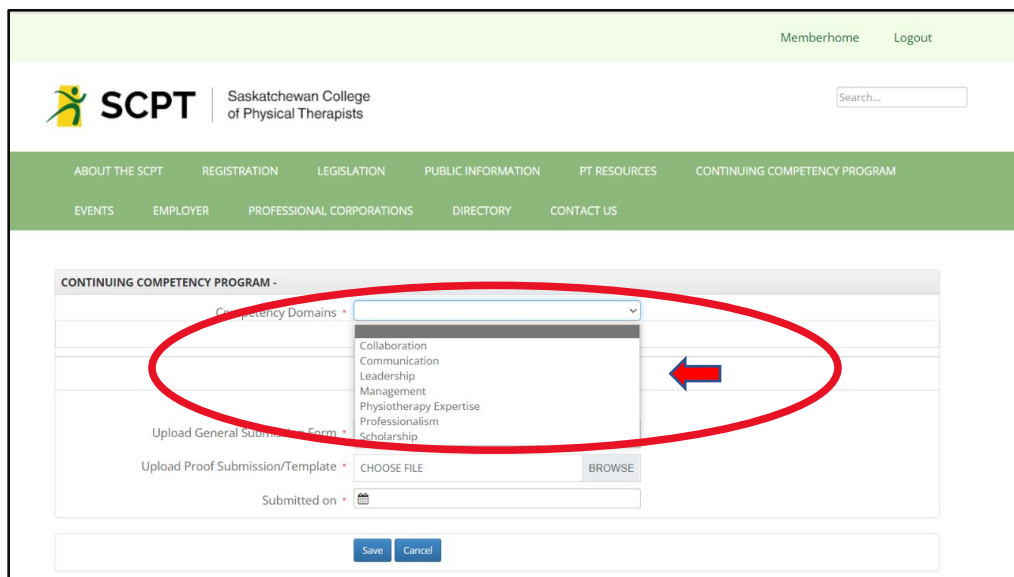 Memberhome Logout
SCPT Saskatchewan College
of Physical Therapists
Search...
ABOUT THE SCPT REGISTRATION LEGISLATION PUBLIC INFORMATION PT RESOURCES CONTINUING COMPETENCY PROGRAM
EVENTS EMPLOYER PROFESSIONAL CORPORATIONS DIRECTORY CONTACT US
CONTINUING COMPETENCY PROGRAM -
Competency Domains *
Collaboration
Communication
Leadership
Management
Physiotherapy Expertise
Professionalism
Scholarship
Upload General Submission Form *
Upload Proof Submission/Template * CHOOSE FILE BROWSE
Submitted on *
Save Cancel